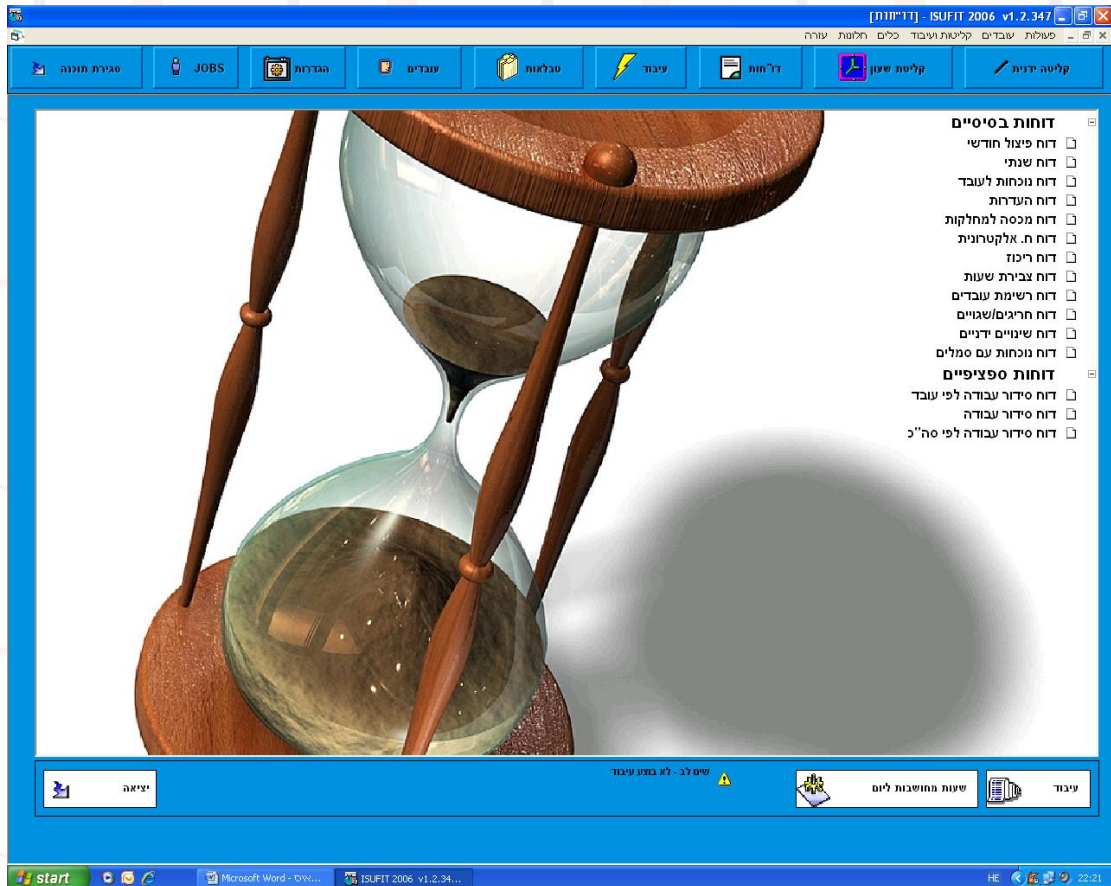 [דו"חות] - ISUFIT 2006 v1.2.347
פעולות עובדים קליטות ועיבוד כלים חלונות עזרה
קליטה ידנית
קליטת שעון
דו"חות
עיבוד
טבלאות
עובדים
הגדרות
JOBS
סגירת תוכנה
דוחות בסיסיים
דוח פיצול חודשי
דוח שנתי
דוח נוכחות לעובד
דוח העדרות
דוח מכסה למחלקות
דוח ח. אלקטרונית
דוח ריכוז
דוח צבירת שעות
דוח רשימת עובדים
דוח חריגים/שגויים
דוח שינויים ידניים
דוח נוכחות עם סמלים
דוחות ספציפיים
דוח סידור עבודה לפי עובד
דוח סידור עבודה
דוח סידור עבודה לפי סה''כ
עיבוד
שעות מחושבות ליום
שים לב - לא בוצע עיבוד
יציאה
start
Microsoft Word - ...
ISUFIT 2006 v1.2.34...
HE
22:21